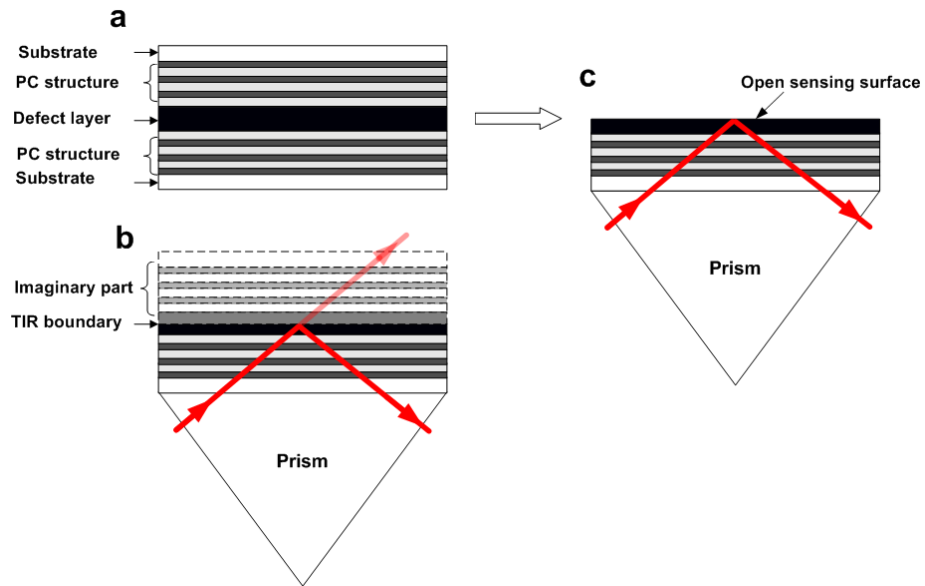 a
Substrate
PC structure
Defect layer
PC structure
Substrate
b
Imaginary part
TIR boundary
Prism
c
Open sensing surface
Prism